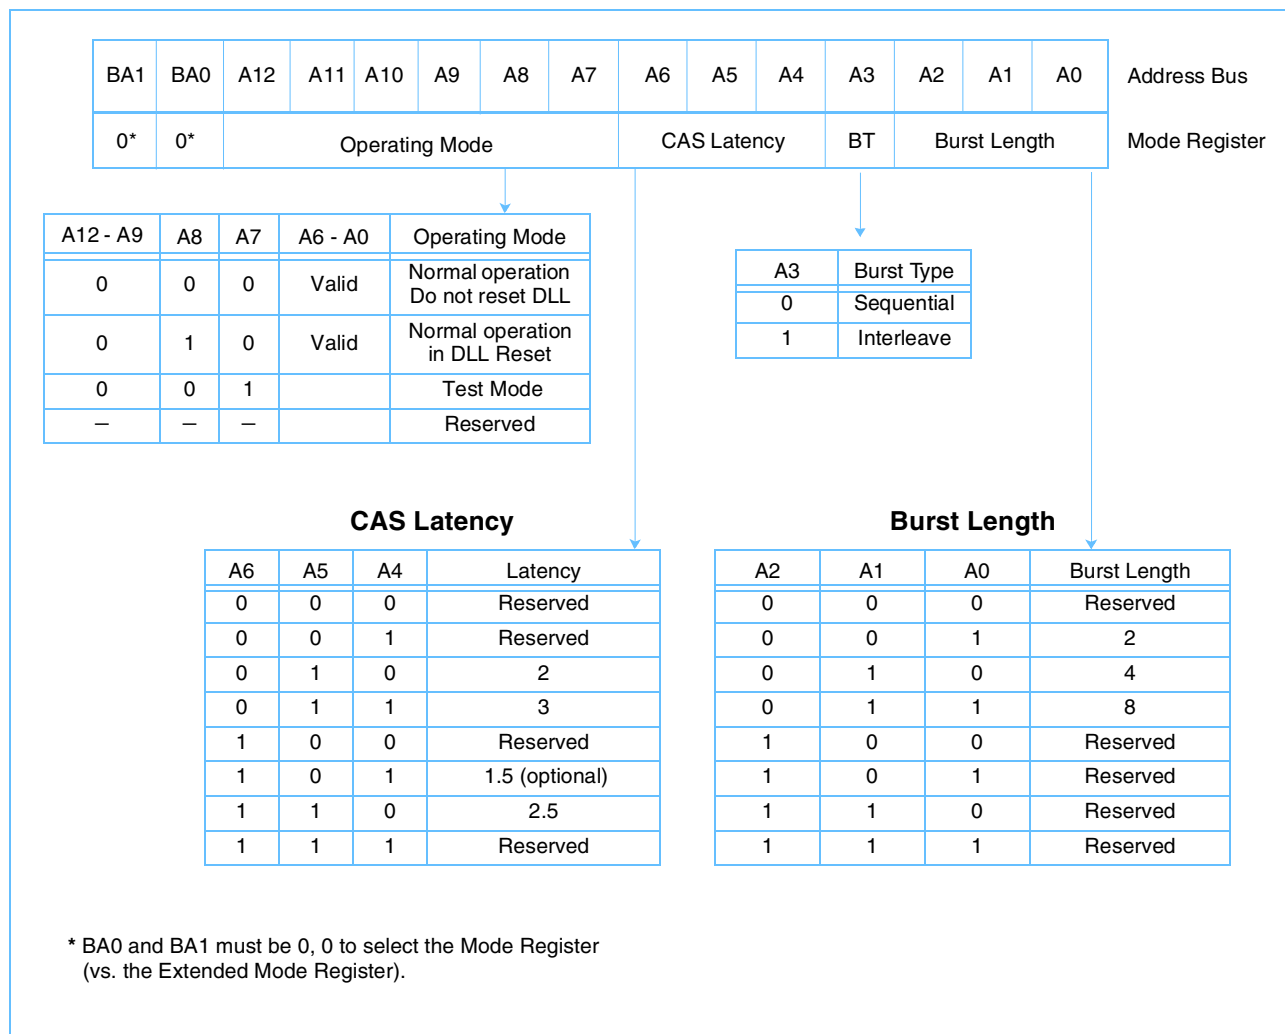 BA1 BA0 A12 A11 A10 A9 A8 A7 A6 A5 A4 A3 A2 A1 A0 Address Bus
0* 0* Operating Mode CAS Latency BT Burst Length Mode Register
A12 - A9 A8 A7 A6 - A0 Operating Mode
0 0 0 Valid Normal operation
Do not reset DLL
0 1 0 Valid Normal operation
in DLL Reset
0 0 1 Test Mode
— — — Reserved
A3 Burst Type
0 Sequential
1 Interleave
CAS Latency
A6 A5 A4 Latency
0 0 0 Reserved
0 0 1 Reserved
0 1 0 2
0 1 1 3
1 0 0 Reserved
1 0 1 1.5 (optional)
1 1 0 2.5
1 1 1 Reserved
Burst Length
A2 A1 A0 Burst Length
0 0 0 Reserved
0 0 1 2
0 1 0 4
0 1 1 8
1 0 0 Reserved
1 0 1 Reserved
1 1 0 Reserved
1 1 1 Reserved
* BA0 and BA1 must be 0, 0 to select the Mode Register
(vs. the Extended Mode Register).